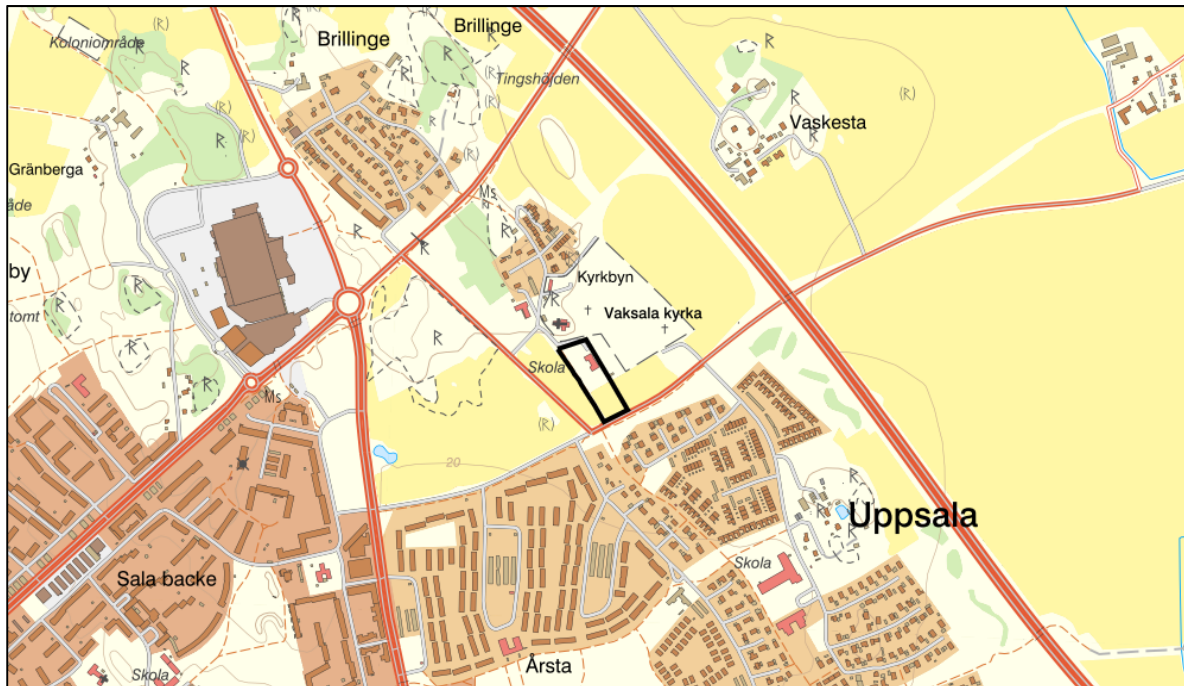 Brillinge
Brillinge
Koloniområde
(R)
R
R
R
R
R
R
(R)
Tingshöjden
(R)
R
(R)
R
R
(R)
Vaskesta
R
R
Gränberga
åde
Ms
R
R
by
Kyrkbyn
R
Vaksala kyrka
tomt
R
R
R
R
Skola
R
Ms
(R)
20
R
Uppsala
R
R
Skola
Sala backe
Årsta
Skola